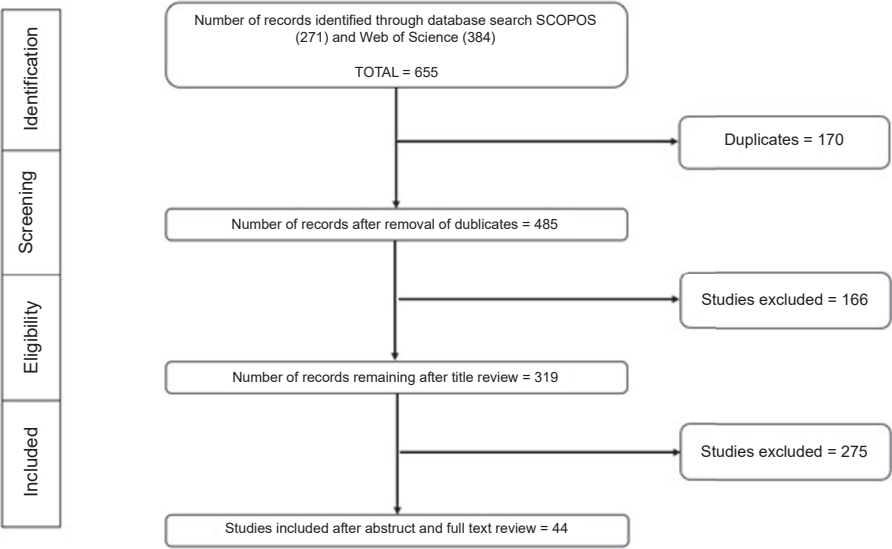 Identification
Number of records identified through database search SCOPOS
(271) and Web of Science (384)
TOTAL = 655
Duplicates = 170
Screening
Number of records after removal of dublicates = 485
Studies excluded = 166
Eligibility
Number of records remaining after title review = 319
Included
Studies excluded = 275
Studies included after abstruct and full text review = 44